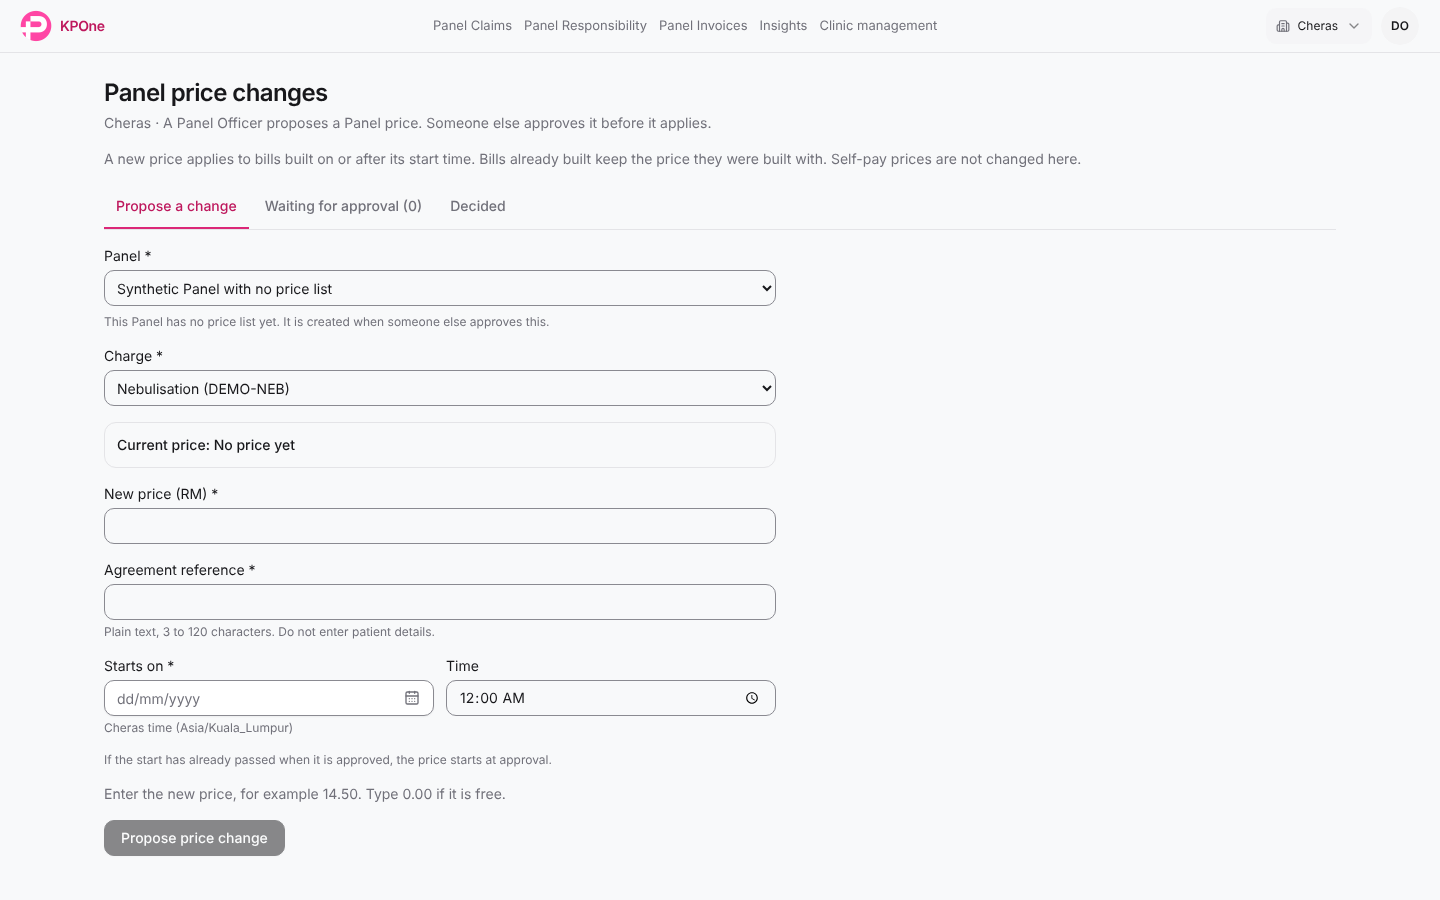 KPOne
Panel Claims Panel Responsibility Panel Invoices Insights Clinic management
Cheras
DO
Panel price changes
Cheras · A Panel Officer proposes a Panel price. Someone else approves it before it applies.
A new price applies to bills built on or after its start time. Bills already built keep the price they were built with. Self-pay prices are not changed here.
Propose a change Waiting for approval (0) Decided
Panel *
Synthetic Panel with no price list
This Panel has no price list yet. It is created when someone else approves this.
Charge *
Nebulisation (DEMO-NEB)
Current price: No price yet
New price (RM) *
Agreement reference *
Plain text, 3 to 120 characters. Do not enter patient details.
Starts on * Time
dd/mm/yyyy 12:00 AM
Cheras time (Asia/Kuala_Lumpur)
If the start has already passed when it is approved, the price starts at approval.
Enter the new price, for example 14.50. Type 0.00 if it is free.
Propose price change